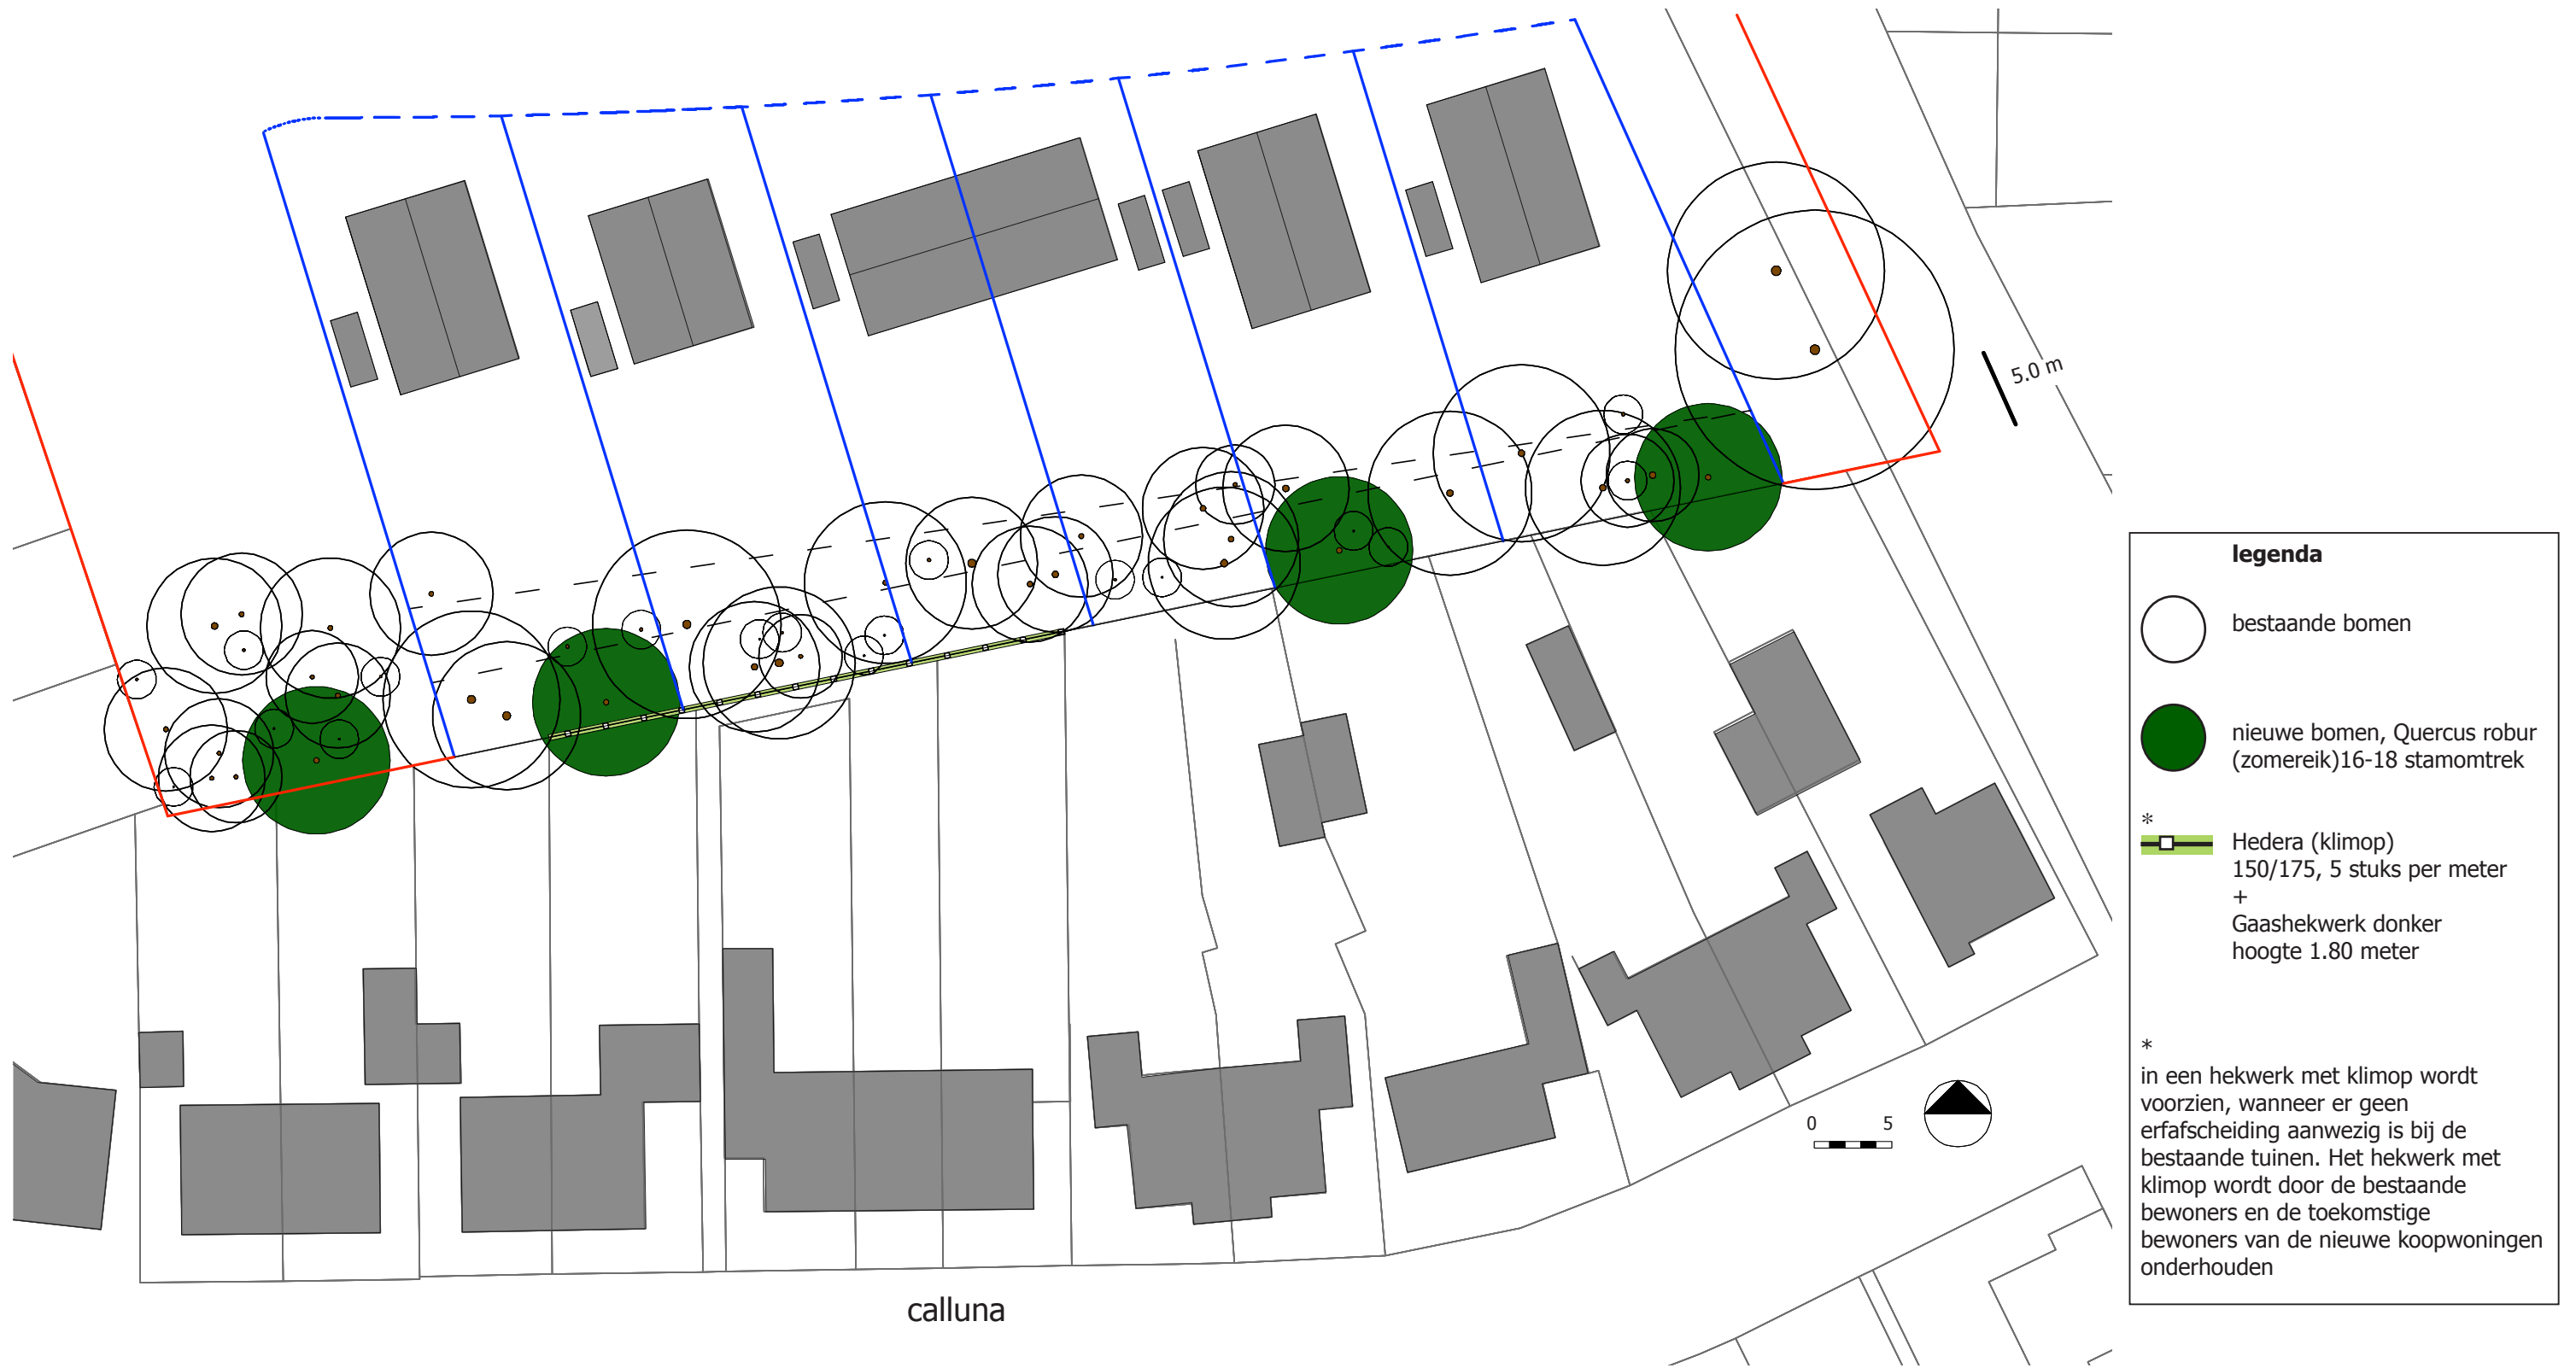 5.0 m
legenda
bestaande bomen
nieuwe bomen, Quercus robur
(zomereik)16-18 stamomtrek
*
Hedera (klimop)
150/175, 5 stuks per meter
+
Gaashekwerk donker
hoogte 1.80 meter
*
in een hekwerk met klimop wordt
voorzien, wanneer er geen
erfafscheiding aanwezig is bij de
bestaande tuinen. Het hekwerk met
klimop wordt door de bestaande
bewoners en de toekomstige
bewoners van de nieuwe koopwoningen
onderhouden
0 5
calluna